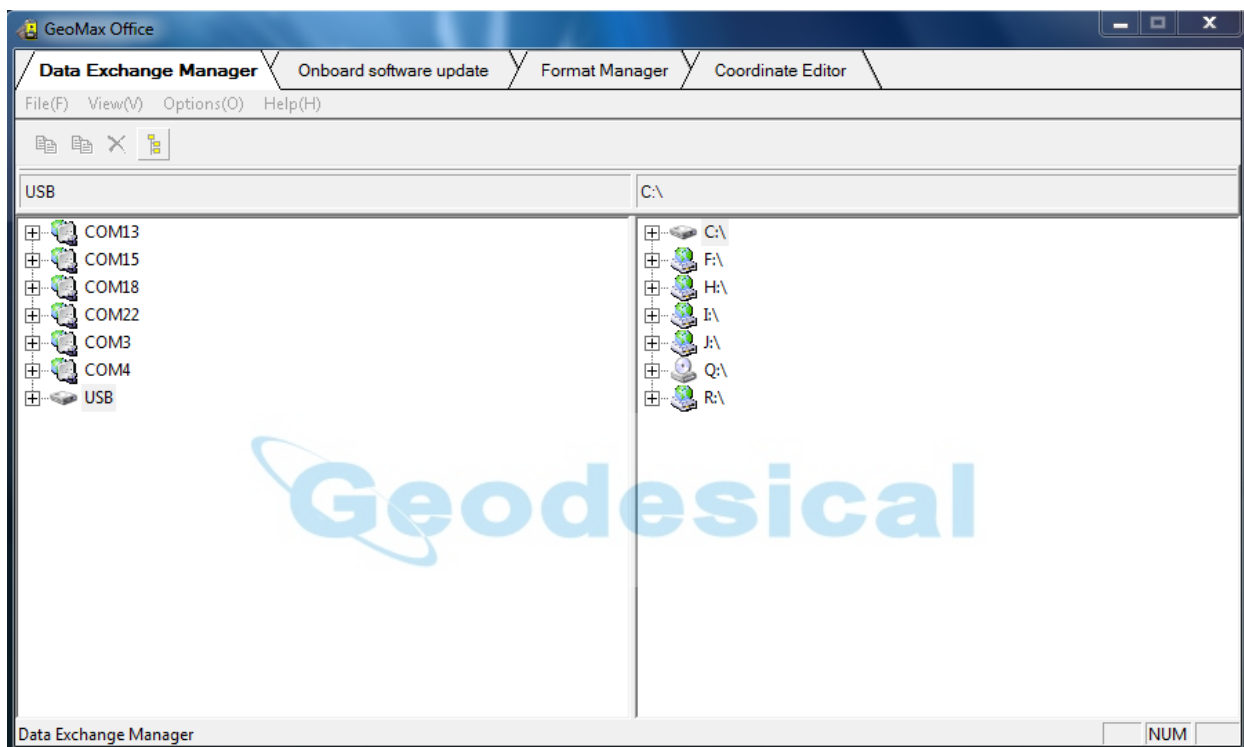 GeoMax Office
Data Exchange Manager Onboard software update Format Manager Coordinate Editor
File(F) View(V) Options(O) Help(H)
USB C:\
COM13 C:\
COM15 F:\
COM18 H:\
COM22 I:\
COM3 J:\
COM4 Q:\
USB R:\
Geodesical
Data Exchange Manager NUM